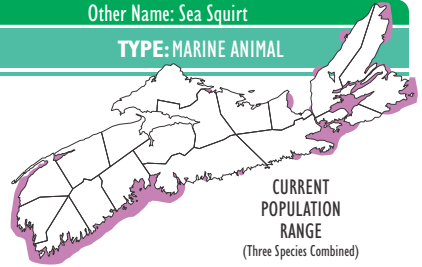 Other Name: Sea Squirt
TYPE: MARINE ANIMAL
CURRENT
POPULATION
RANGE
(Three Species Combined)